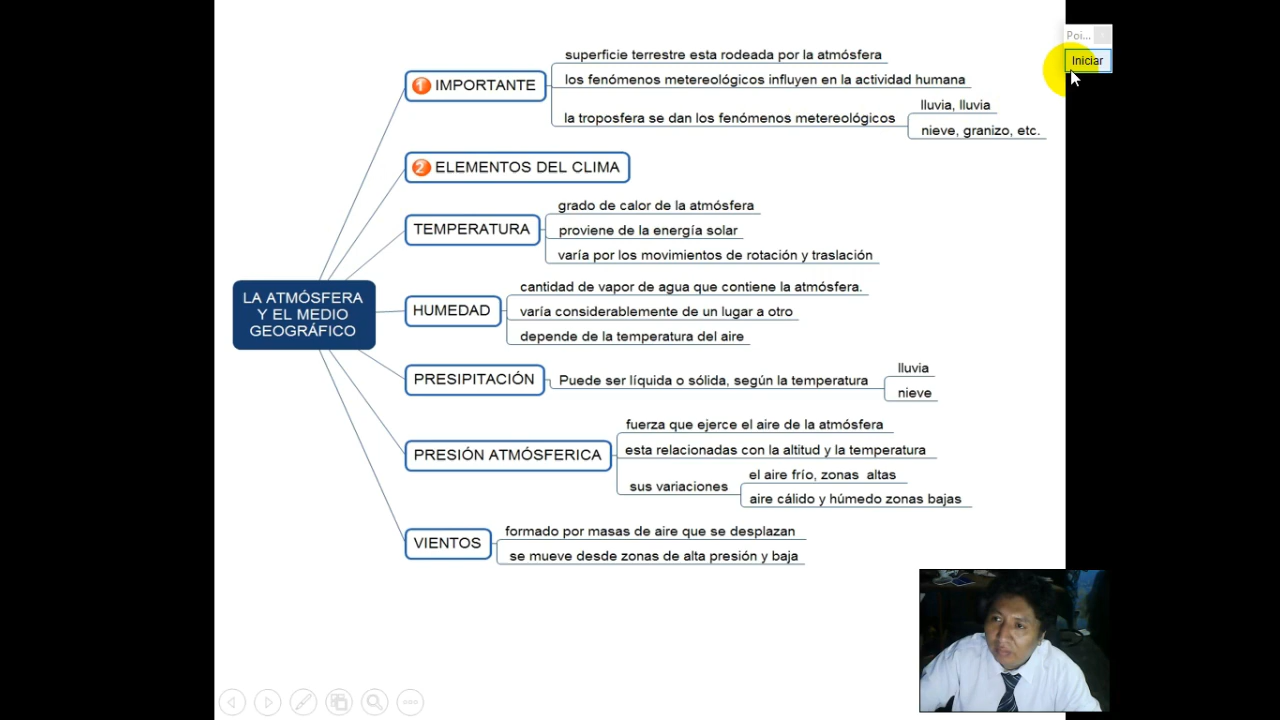 Poi...
Iniciar
LA ATMÓSFERA
Y EL MEDIO
GEOGRÁFICO
1 IMPORTANTE
superficie terrestre esta rodeada por la atmósfera
los fenómenos metereológicos influyen en la actividad humana
la troposfera se dan los fenómenos metereológicos
lluvia, lluvia
nieve, granizo, etc.
2 ELEMENTOS DEL CLIMA
TEMPERATURA
grado de calor de la atmósfera
proviene de la energía solar
varía por los movimientos de rotación y traslación
HUMEDAD
cantidad de vapor de agua que contiene la atmósfera.
varía considerablemente de un lugar a otro
depende de la temperatura del aire
PRESIPITACIÓN
Puede ser líquida o sólida, según la temperatura
lluvia
nieve
PRESIÓN ATMÓSFERICA
fuerza que ejerce el aire de la atmósfera
esta relacionadas con la altitud y la temperatura
sus variaciones
el aire frío, zonas altas
aire cálido y húmedo zonas bajas
VIENTOS
formado por masas de aire que se desplazan
se mueve desde zonas de alta presión y baja